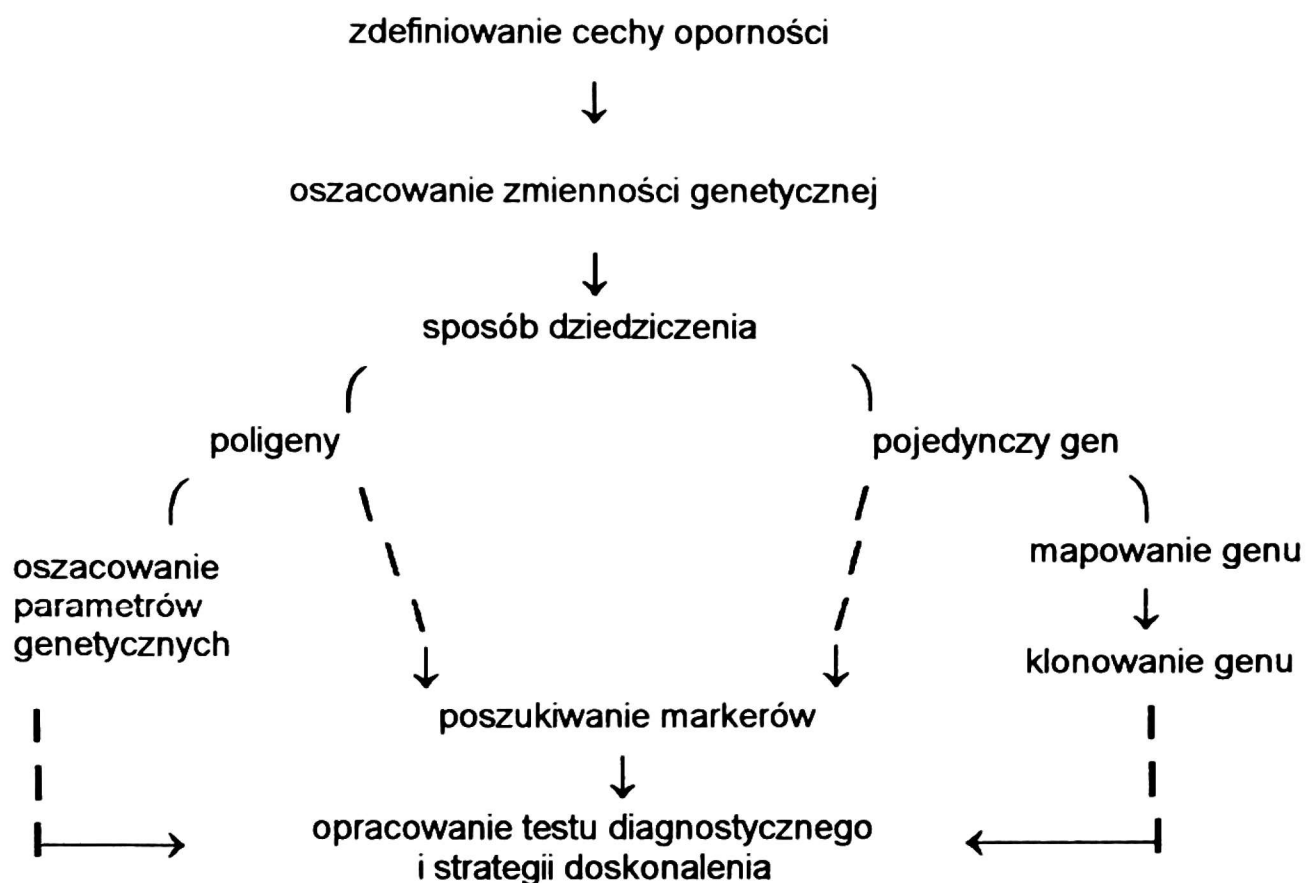 zdefiniowanie cechy oporności
oszacowanie zmienności genetycznej
sposób dziedziczenia
poligeny
pojedynczy gen
oszacowanie
parametrów
genetycznych
mapowanie genu
klonowanie genu
poszukiwanie markerów
opracowanie testu diagnostycznego
i strategii doskonalenia